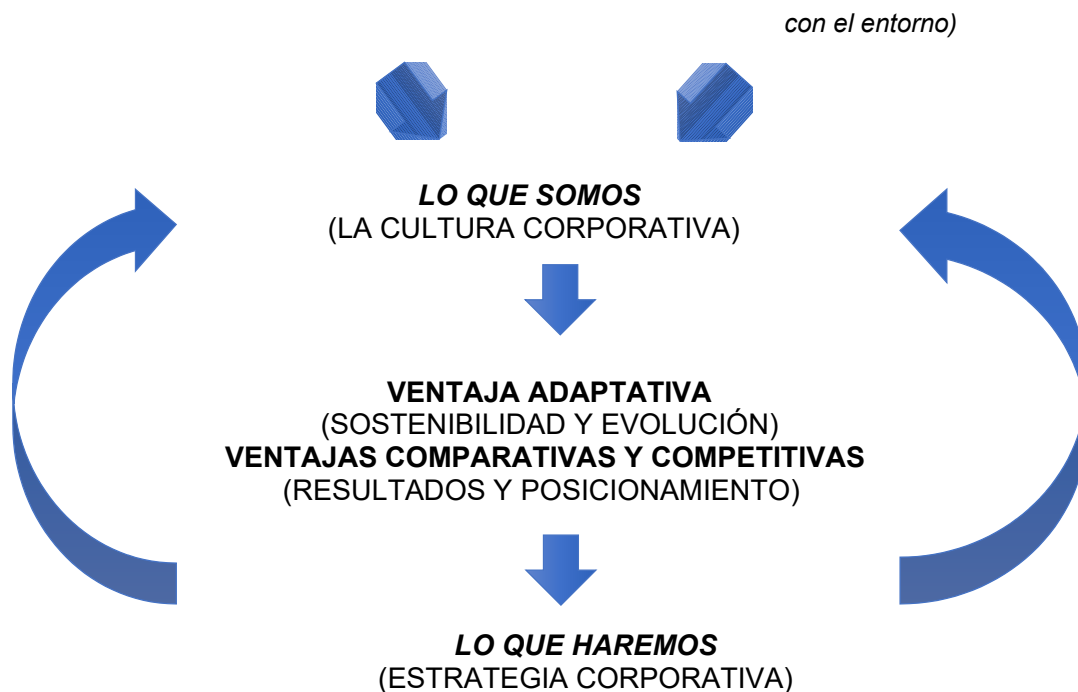 con el entorno)
LO QUE SOMOS
(LA CULTURA CORPORATIVA)
VENTAJA ADAPTATIVA
(SOSTENIBILIDAD Y EVOLUCIÓN)
VENTAJAS COMPARATIVAS Y COMPETITIVAS
(RESULTADOS Y POSICIONAMIENTO)
LO QUE HAREMOS
(ESTRATEGIA CORPORATIVA)